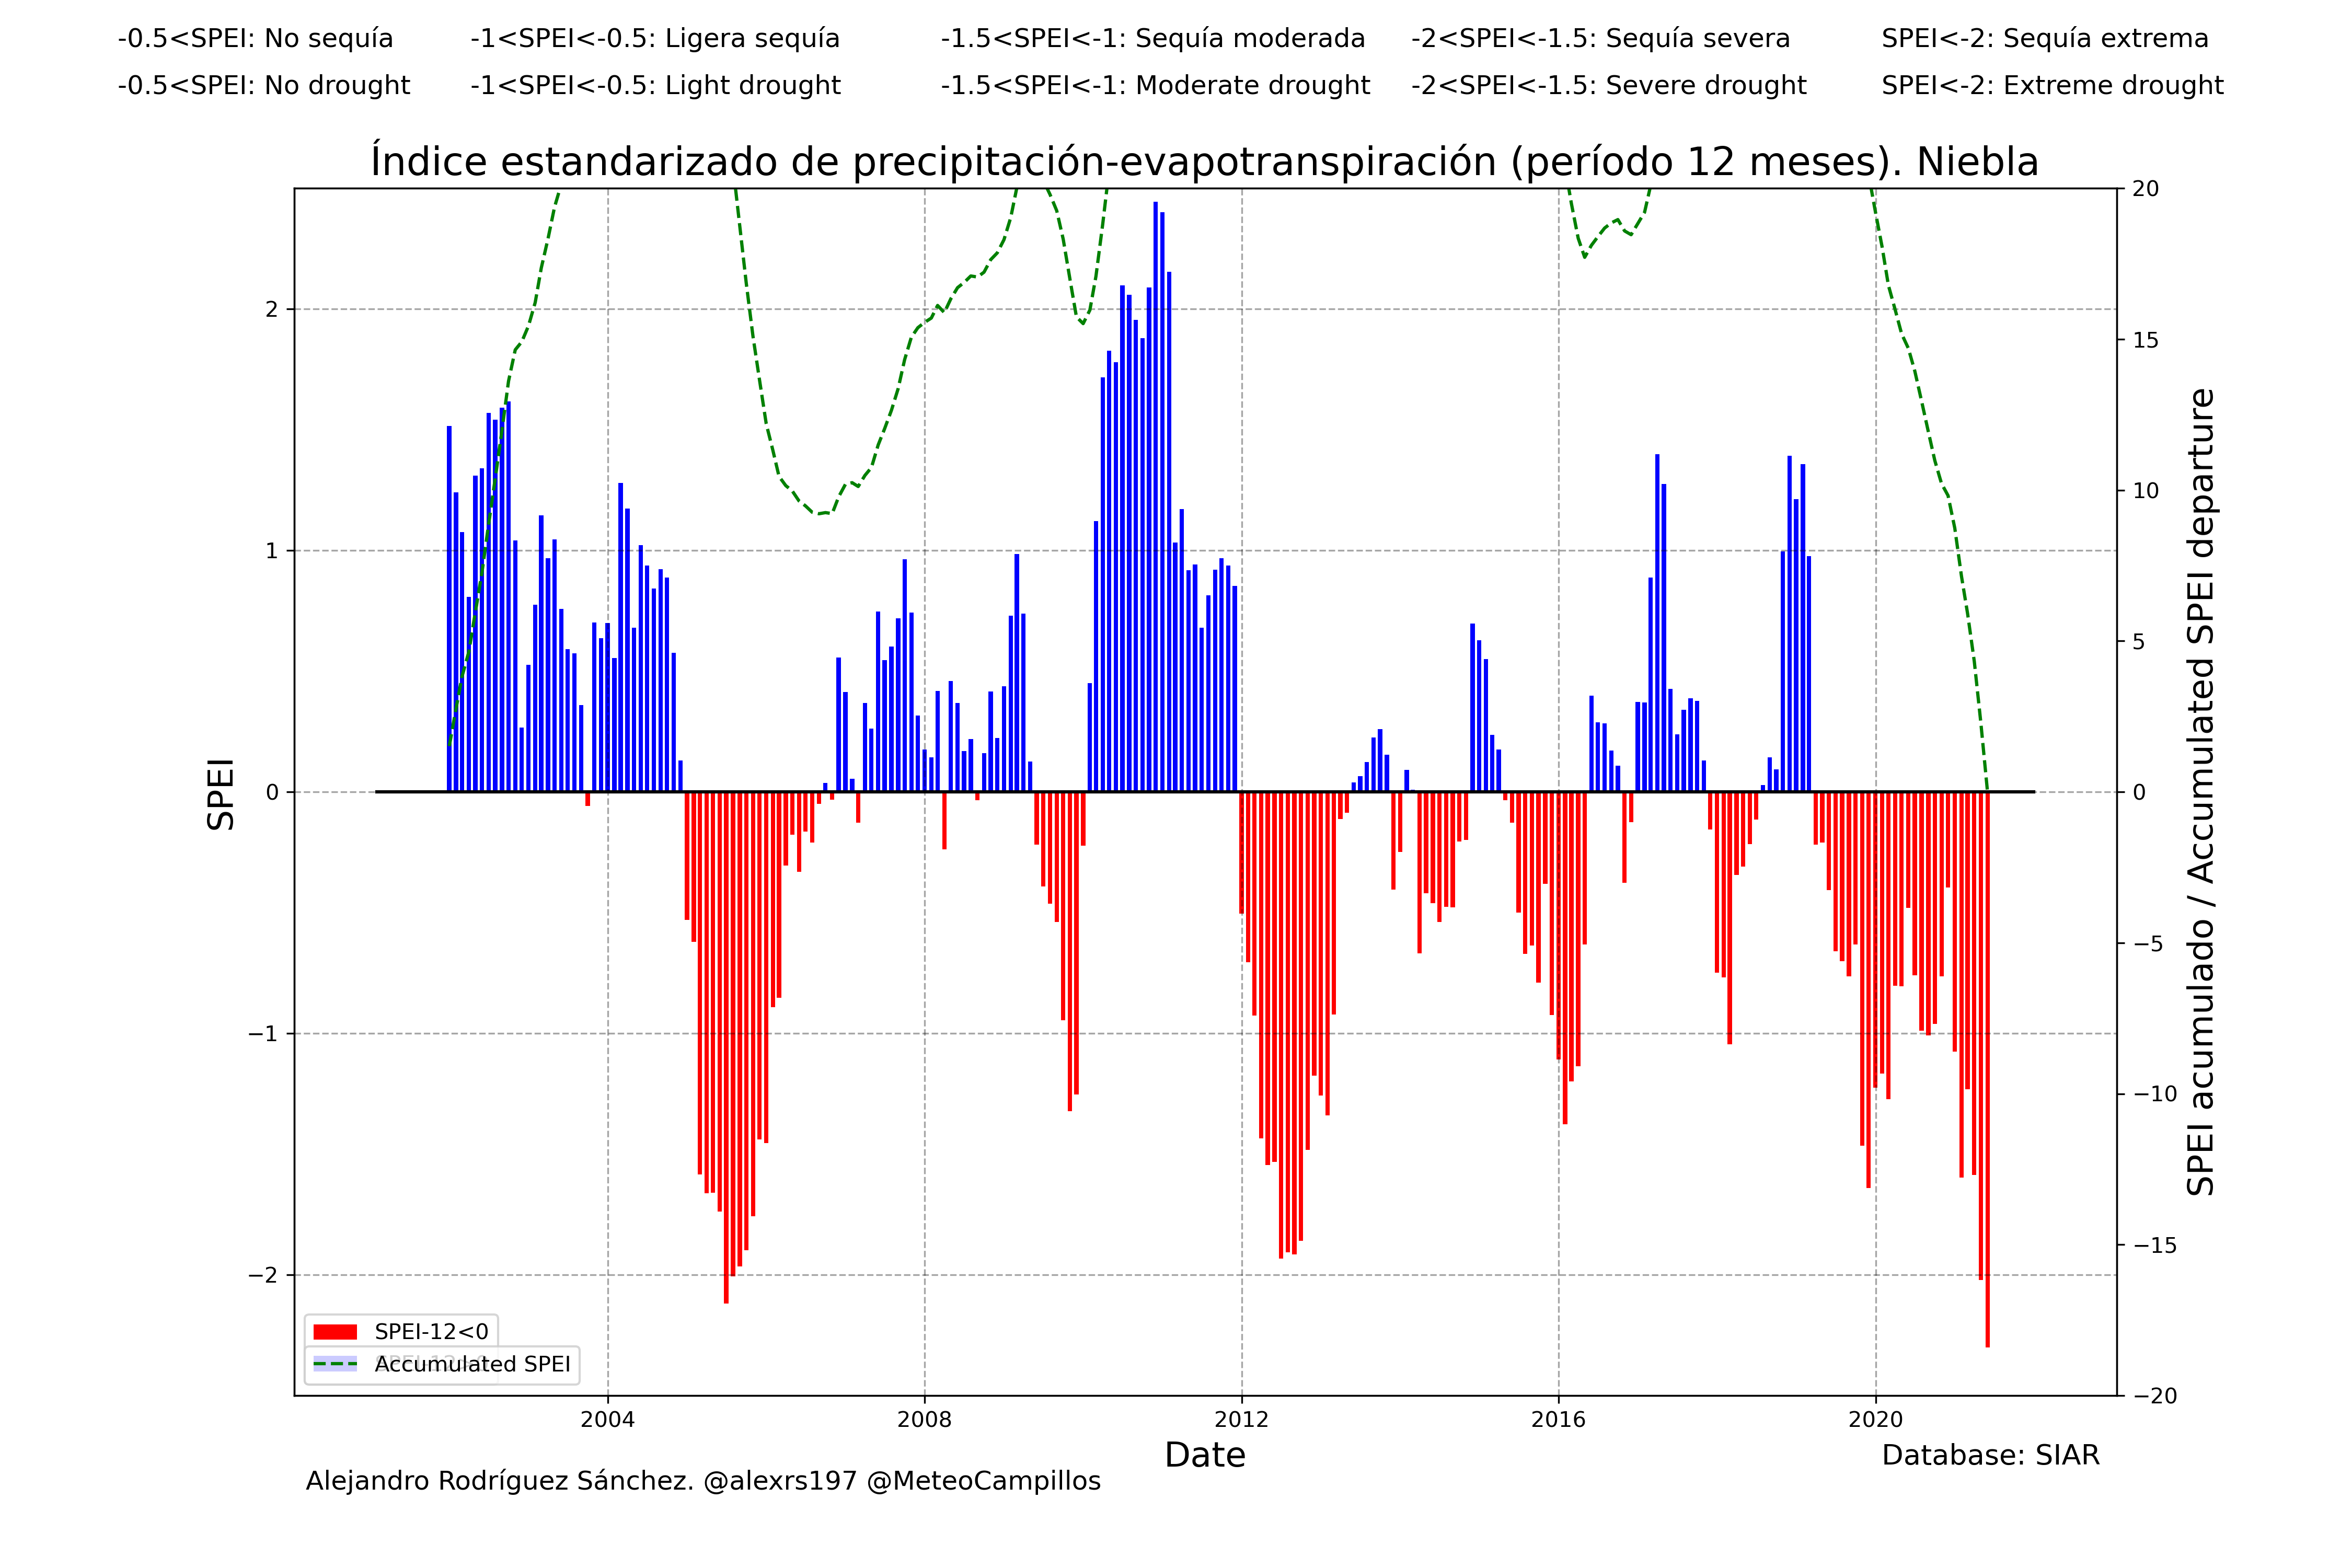 -0.5<SPEI: No sequía -1<SPEI<-0.5: Ligera sequía -1.5<SPEI<-1: Sequía moderada -2<SPEI<-1.5: Sequía severa SPEI<-2: Sequía extrema
-0.5<SPEI: No drought -1<SPEI<-0.5: Light drought -1.5<SPEI<-1: Moderate drought -2<SPEI<-1.5: Severe drought SPEI<-2: Extreme drought
Índice estandarizado de precipitación-evapotranspiración (período 12 meses). Niebla
SPEI
2
1
0
−1
−2
20
15
10
5
0
−5
−10
−15
−20
SPEI acumulado / Accumulated SPEI departure
SPEI-12<0
Accumulated SPEI
2004 2008 2012 2016 2020
Date
Database: SIAR
Alejandro Rodríguez Sánchez. @alexrs197 @MeteoCampillos